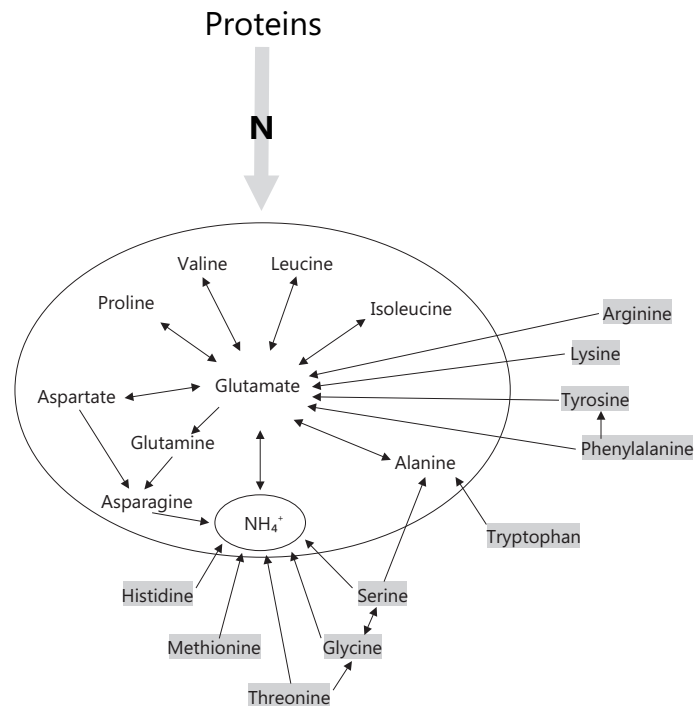 Proteins
N
Valine
Leucine
Proline
Isoleucine
Arginine
Lysine
Aspartate
Glutamate
Tyrosine
Glutamine
Phenylalanine
Alanine
Asparagine
NH₄⁺
Tryptophan
Histidine
Serine
Methionine
Glycine
Threonine